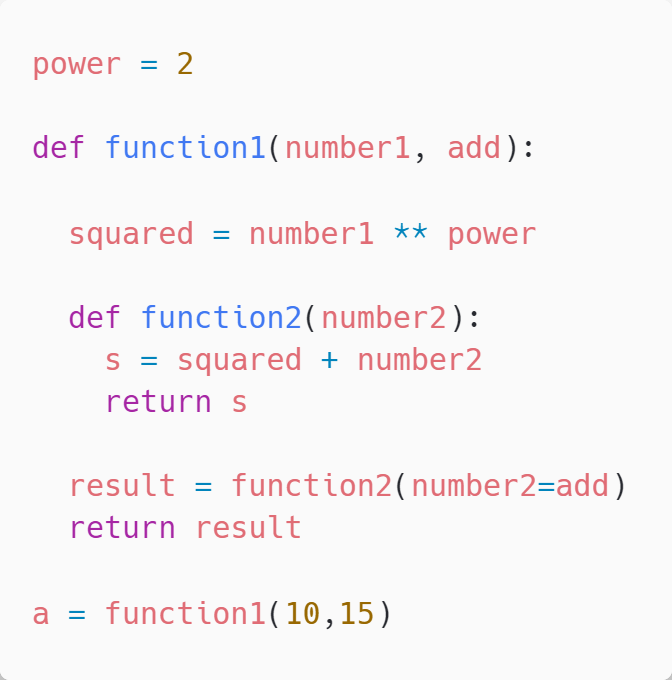 power = 2
def function1(number1, add):
  squared = number1 ** power
  def function2(number2):
    s = squared + number2
    return s
  result = function2(number2=add)
  return result
a = function1(10,15)